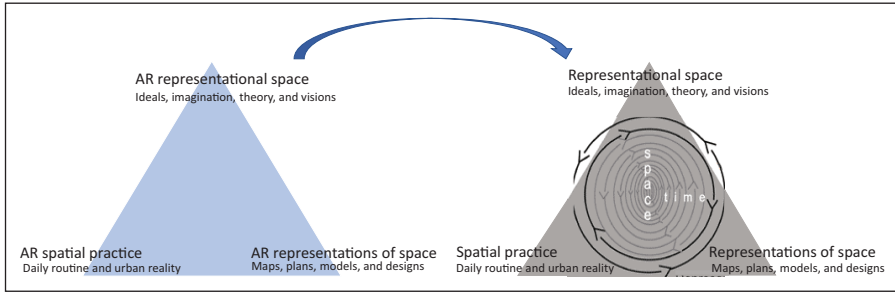 AR representational space
Ideals, imagination, theory, and visions
AR spatial practice
Daily routine and urban reality
AR representations of space
Maps, plans, models, and designs
Representational space
Ideals, imagination, theory, and visions
space
time
Spatial practice
Daily routine and urban reality
Representations of space
Maps, plans, models, and designs